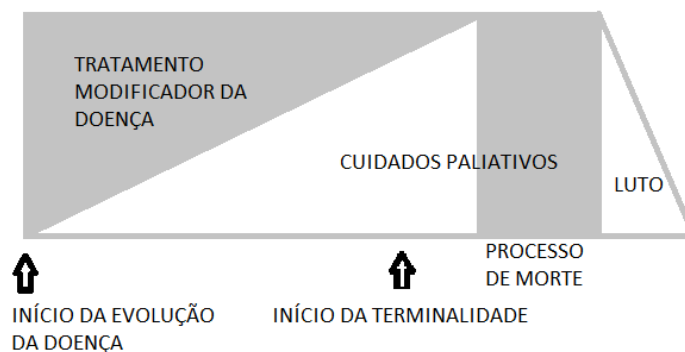 TRATAMENTO
MODIFICADOR DA
DOENÇA
CUIDADOS PALIATIVOS
LUTO
PROCESSO
DE MORTE
INÍCIO DA EVOLUÇÃO
DA DOENÇA
INÍCIO DA TERMINALIDADE